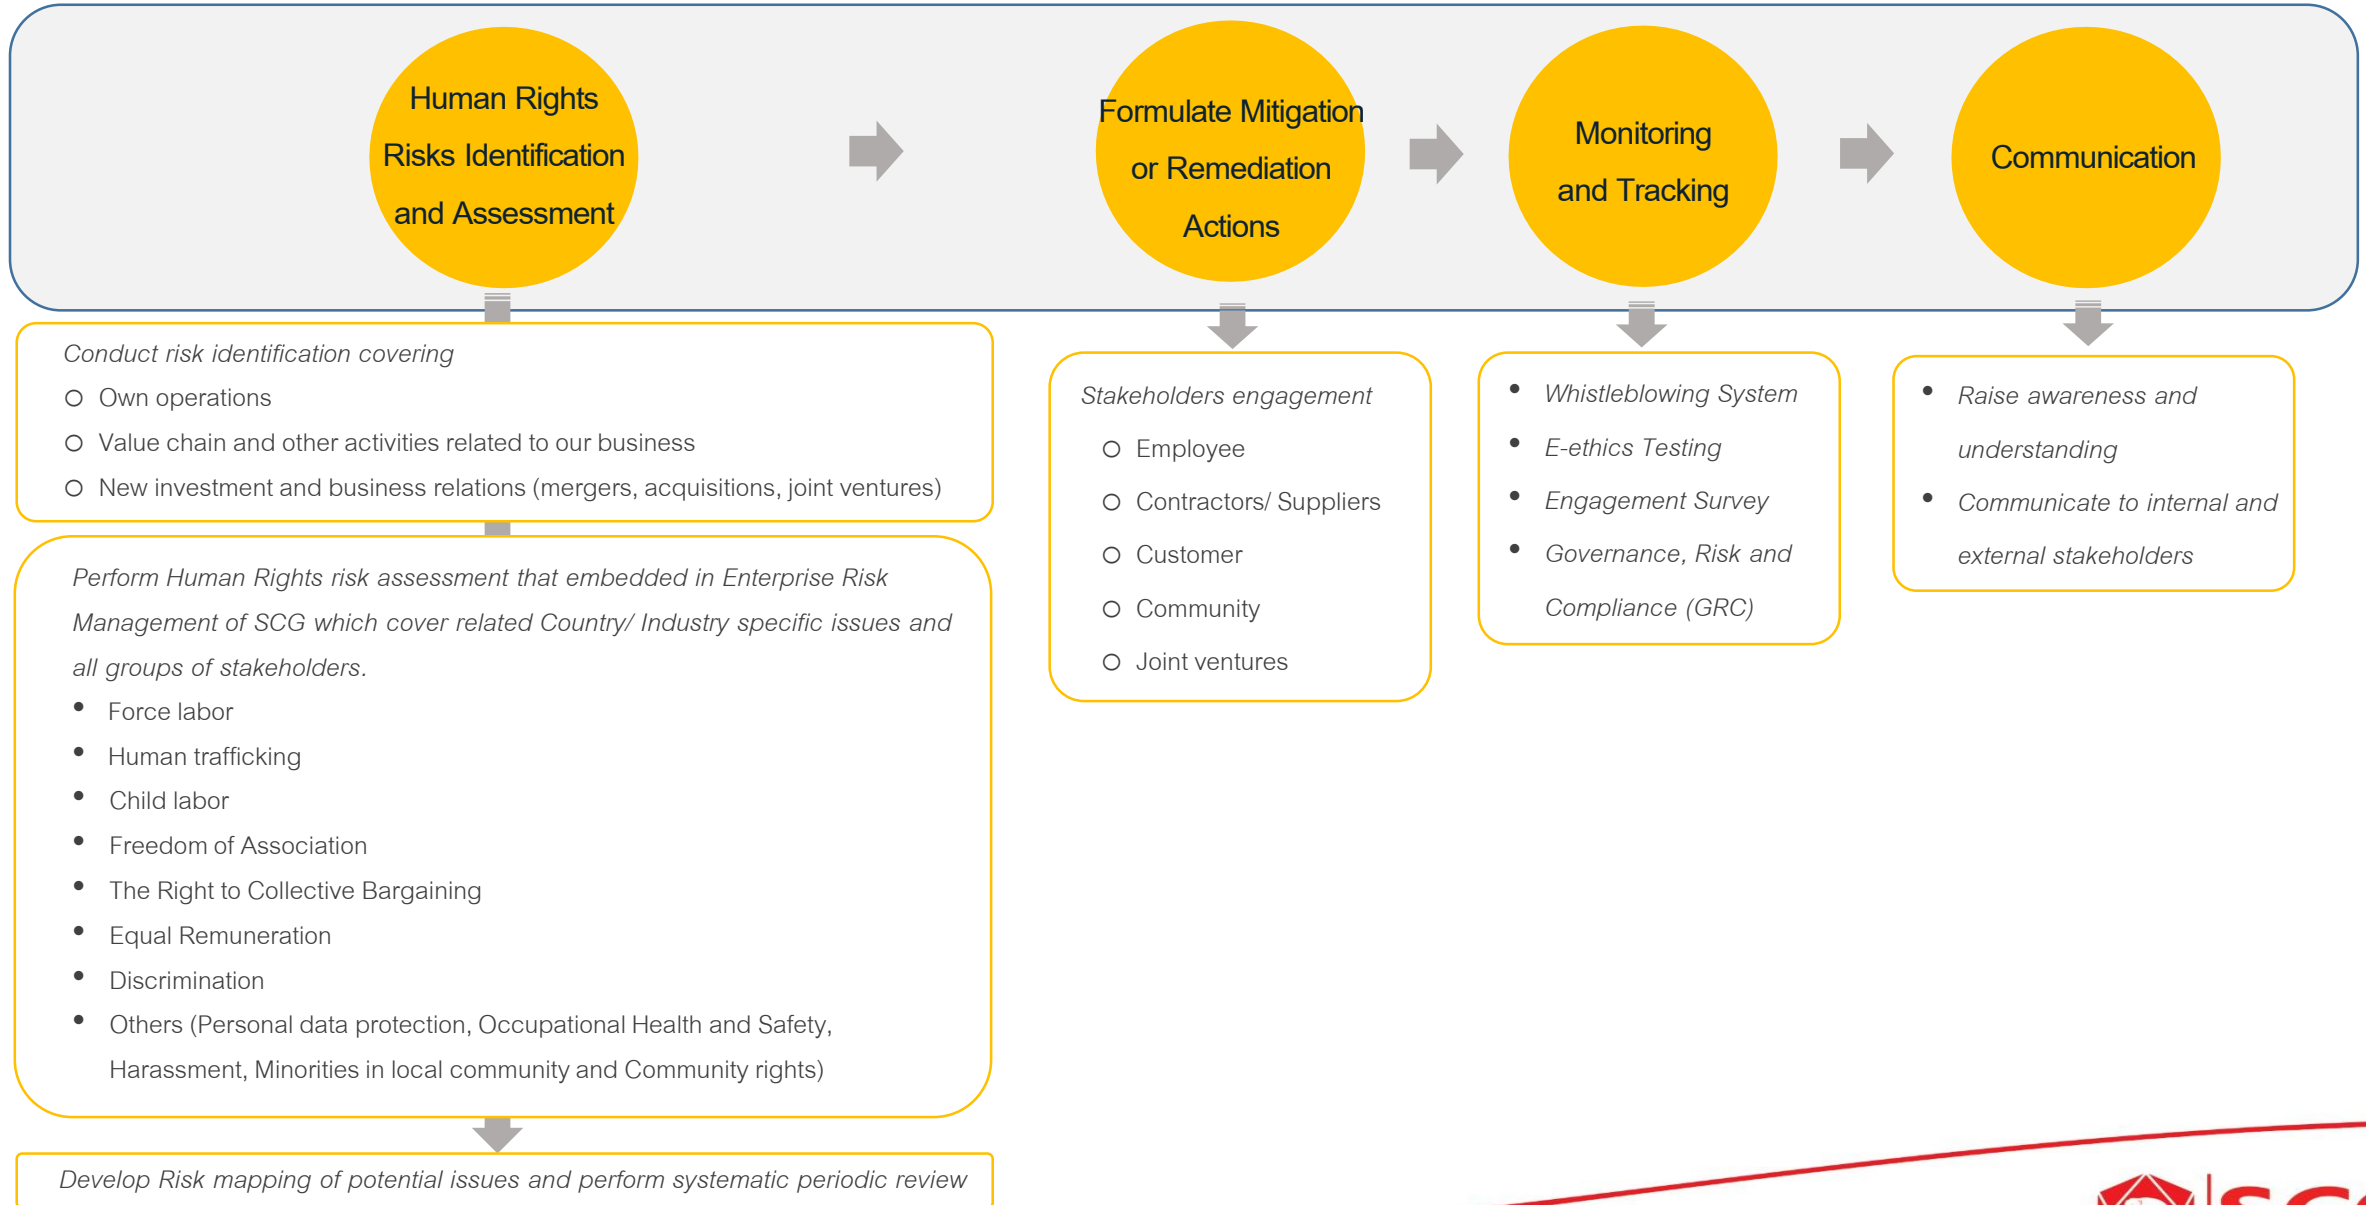 Human Rights
Risks Identification
and Assessment
Formulate Mitigation
or Remediation
Actions
Monitoring
and Tracking
Communication
Conduct risk identification covering
Own operations
Value chain and other activities related to our business
New investment and business relations (mergers, acquisitions, joint ventures)
Perform Human Rights risk assessment that embedded in Enterprise Risk
Management of SCG which cover related Country/ Industry specific issues and
all groups of stakeholders.
• Force labor
• Human trafficking
• Child labor
• Freedom of Association
• The Right to Collective Bargaining
• Equal Remuneration
• Discrimination
• Others (Personal data protection, Occupational Health and Safety,
Harassment, Minorities in local community and Community rights)
Develop Risk mapping of potential issues and perform systematic periodic review
Stakeholders engagement
Employee
Contractors/ Suppliers
Customer
Community
Joint ventures
• Whistleblowing System
• E-ethics Testing
• Engagement Survey
• Governance, Risk and
Compliance (GRC)
• Raise awareness and
understanding
• Communicate to internal and
external stakeholders